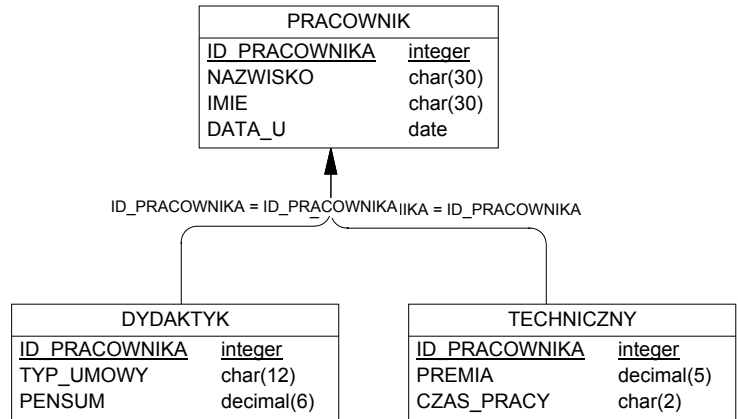 PRACOWNIK
ID_PRACOWNIKA integer
NAZWISKO char(30)
IMIE char(30)
DATA_U date
ID_PRACOWNIKA = ID_PRACOWNIKA IKA = ID_PRACOWNIKA
DYDAKTYK
ID_PRACOWNIKA integer
TYP_UMOWY char(12)
PENSUM decimal(6)
TECHNICZNY
ID_PRACOWNIKA integer
PREMIA decimal(5)
CZAS_PRACY char(2)